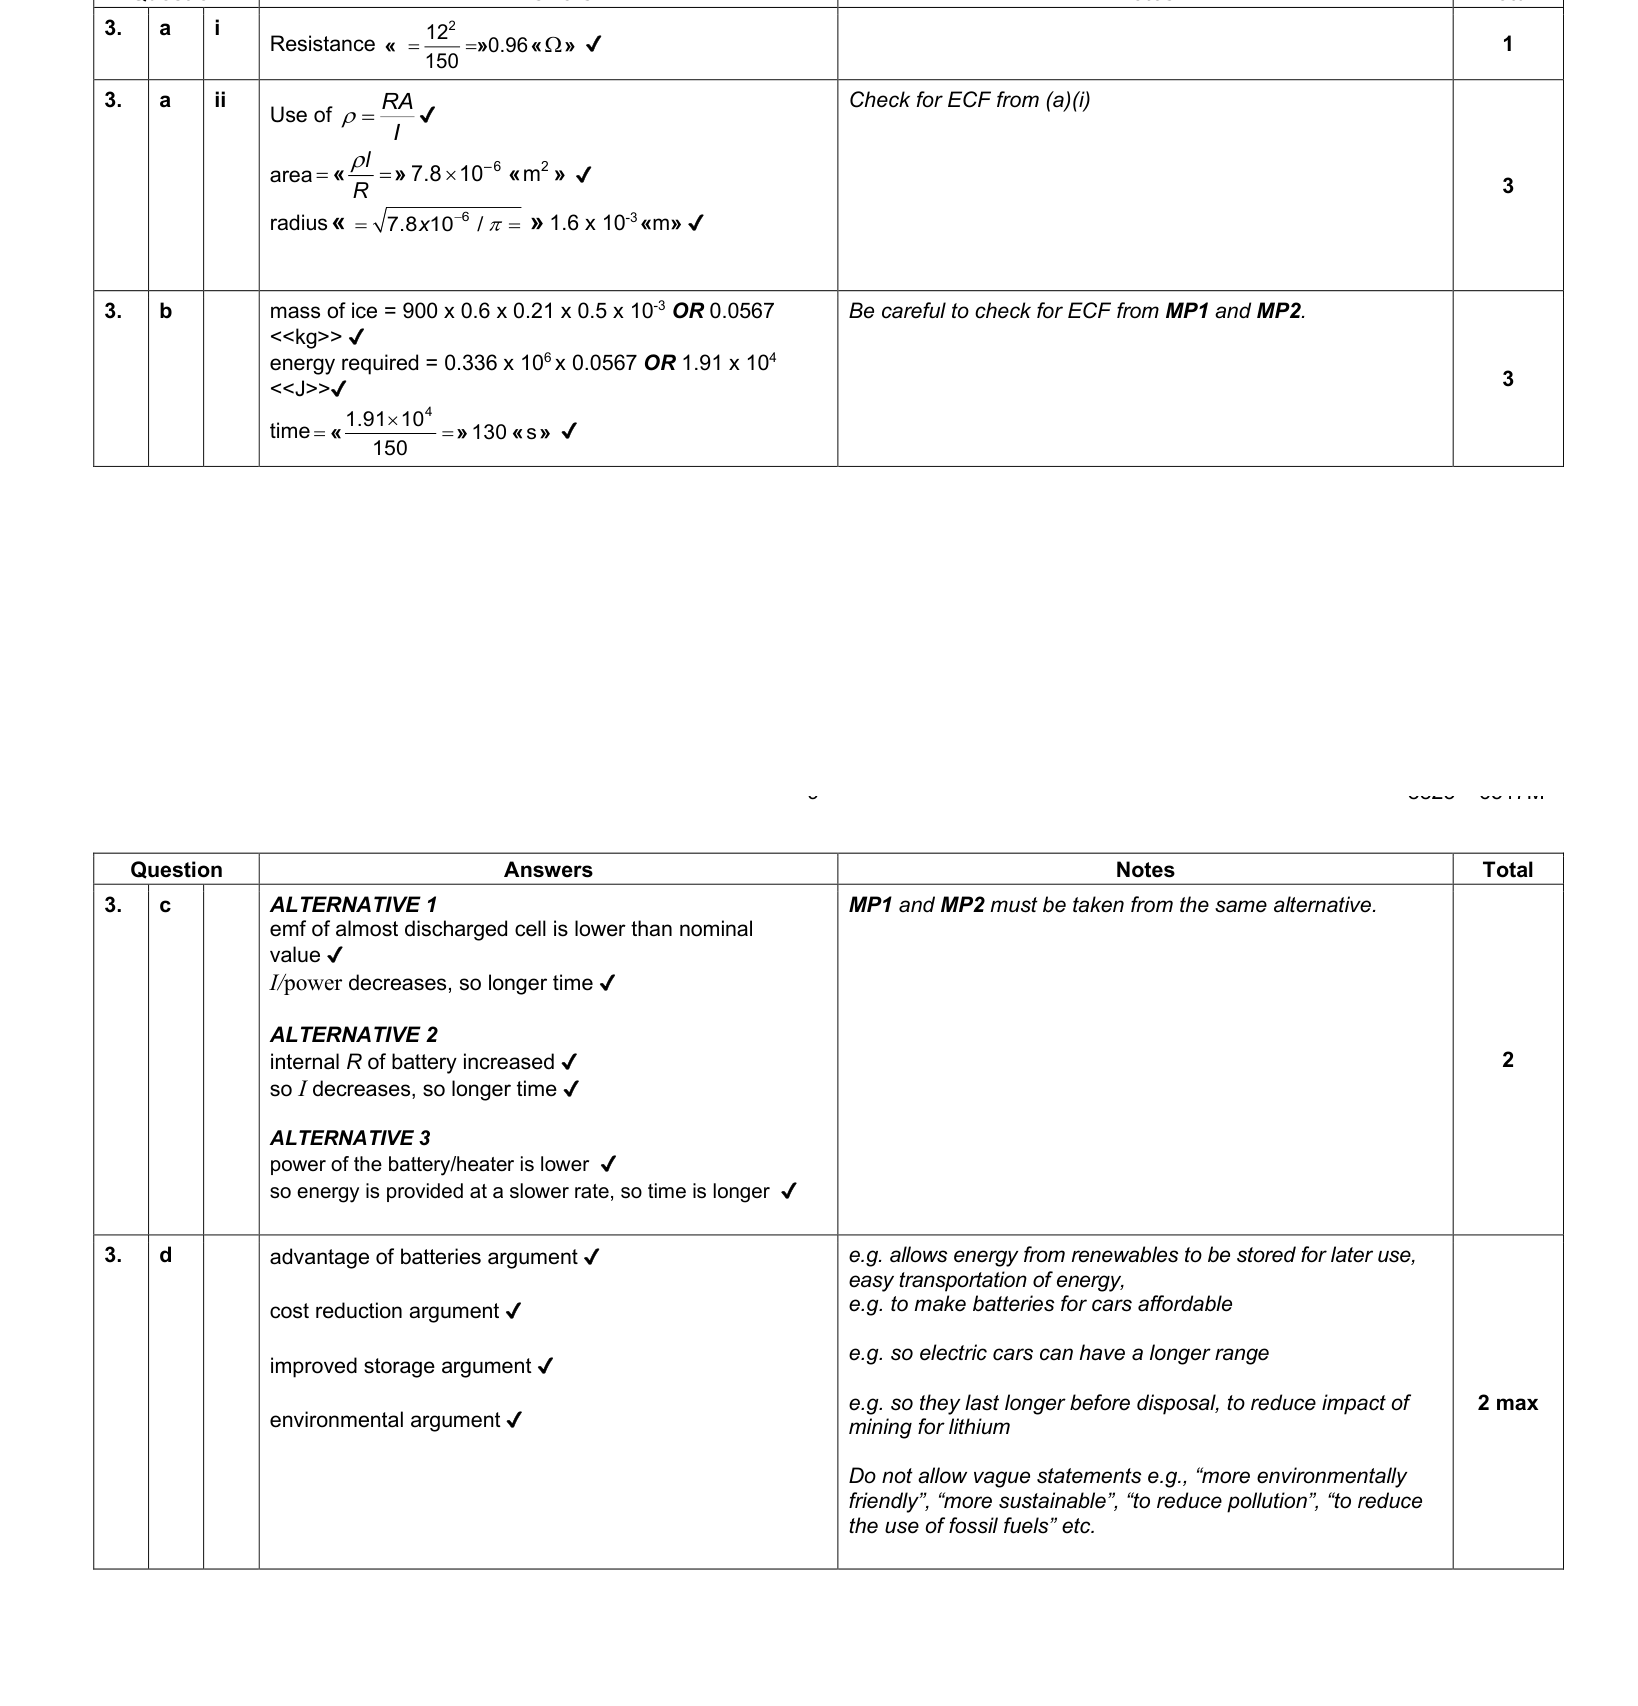 3. a i Resistance « = 12² / 150 =» 0.96 « Ω » ✓ 1
3. a ii Use of ρ = RA / l ✓ Check for ECF from (a)(i) 3
area = « ρl / R = » 7.8 × 10⁻⁶ « m² » ✓
radius « = √7.8x10⁻⁶ / π = » 1.6 x 10⁻³ «m» ✓
3. b mass of ice = 900 x 0.6 x 0.21 x 0.5 x 10⁻³ OR 0.0567 Be careful to check for ECF from MP1 and MP2. 3
<<kg>> ✓
energy required = 0.336 x 10⁶ x 0.0567 OR 1.91 x 10⁴
<<J>>✓
time = « 1.91×10⁴ / 150 = » 130 « s » ✓
Question Answers Notes Total
3. c ALTERNATIVE 1 MP1 and MP2 must be taken from the same alternative. 2
emf of almost discharged cell is lower than nominal
value ✓
I/power decreases, so longer time ✓
ALTERNATIVE 2
internal R of battery increased ✓
so I decreases, so longer time ✓
ALTERNATIVE 3
power of the battery/heater is lower ✓
so energy is provided at a slower rate, so time is longer ✓
3. d advantage of batteries argument ✓ e.g. allows energy from renewables to be stored for later use, 2 max
easy transportation of energy,
cost reduction argument ✓ e.g. to make batteries for cars affordable
improved storage argument ✓ e.g. so electric cars can have a longer range
environmental argument ✓ e.g. so they last longer before disposal, to reduce impact of
mining for lithium
Do not allow vague statements e.g., “more environmentally
friendly”, “more sustainable”, “to reduce pollution”, “to reduce
the use of fossil fuels” etc.